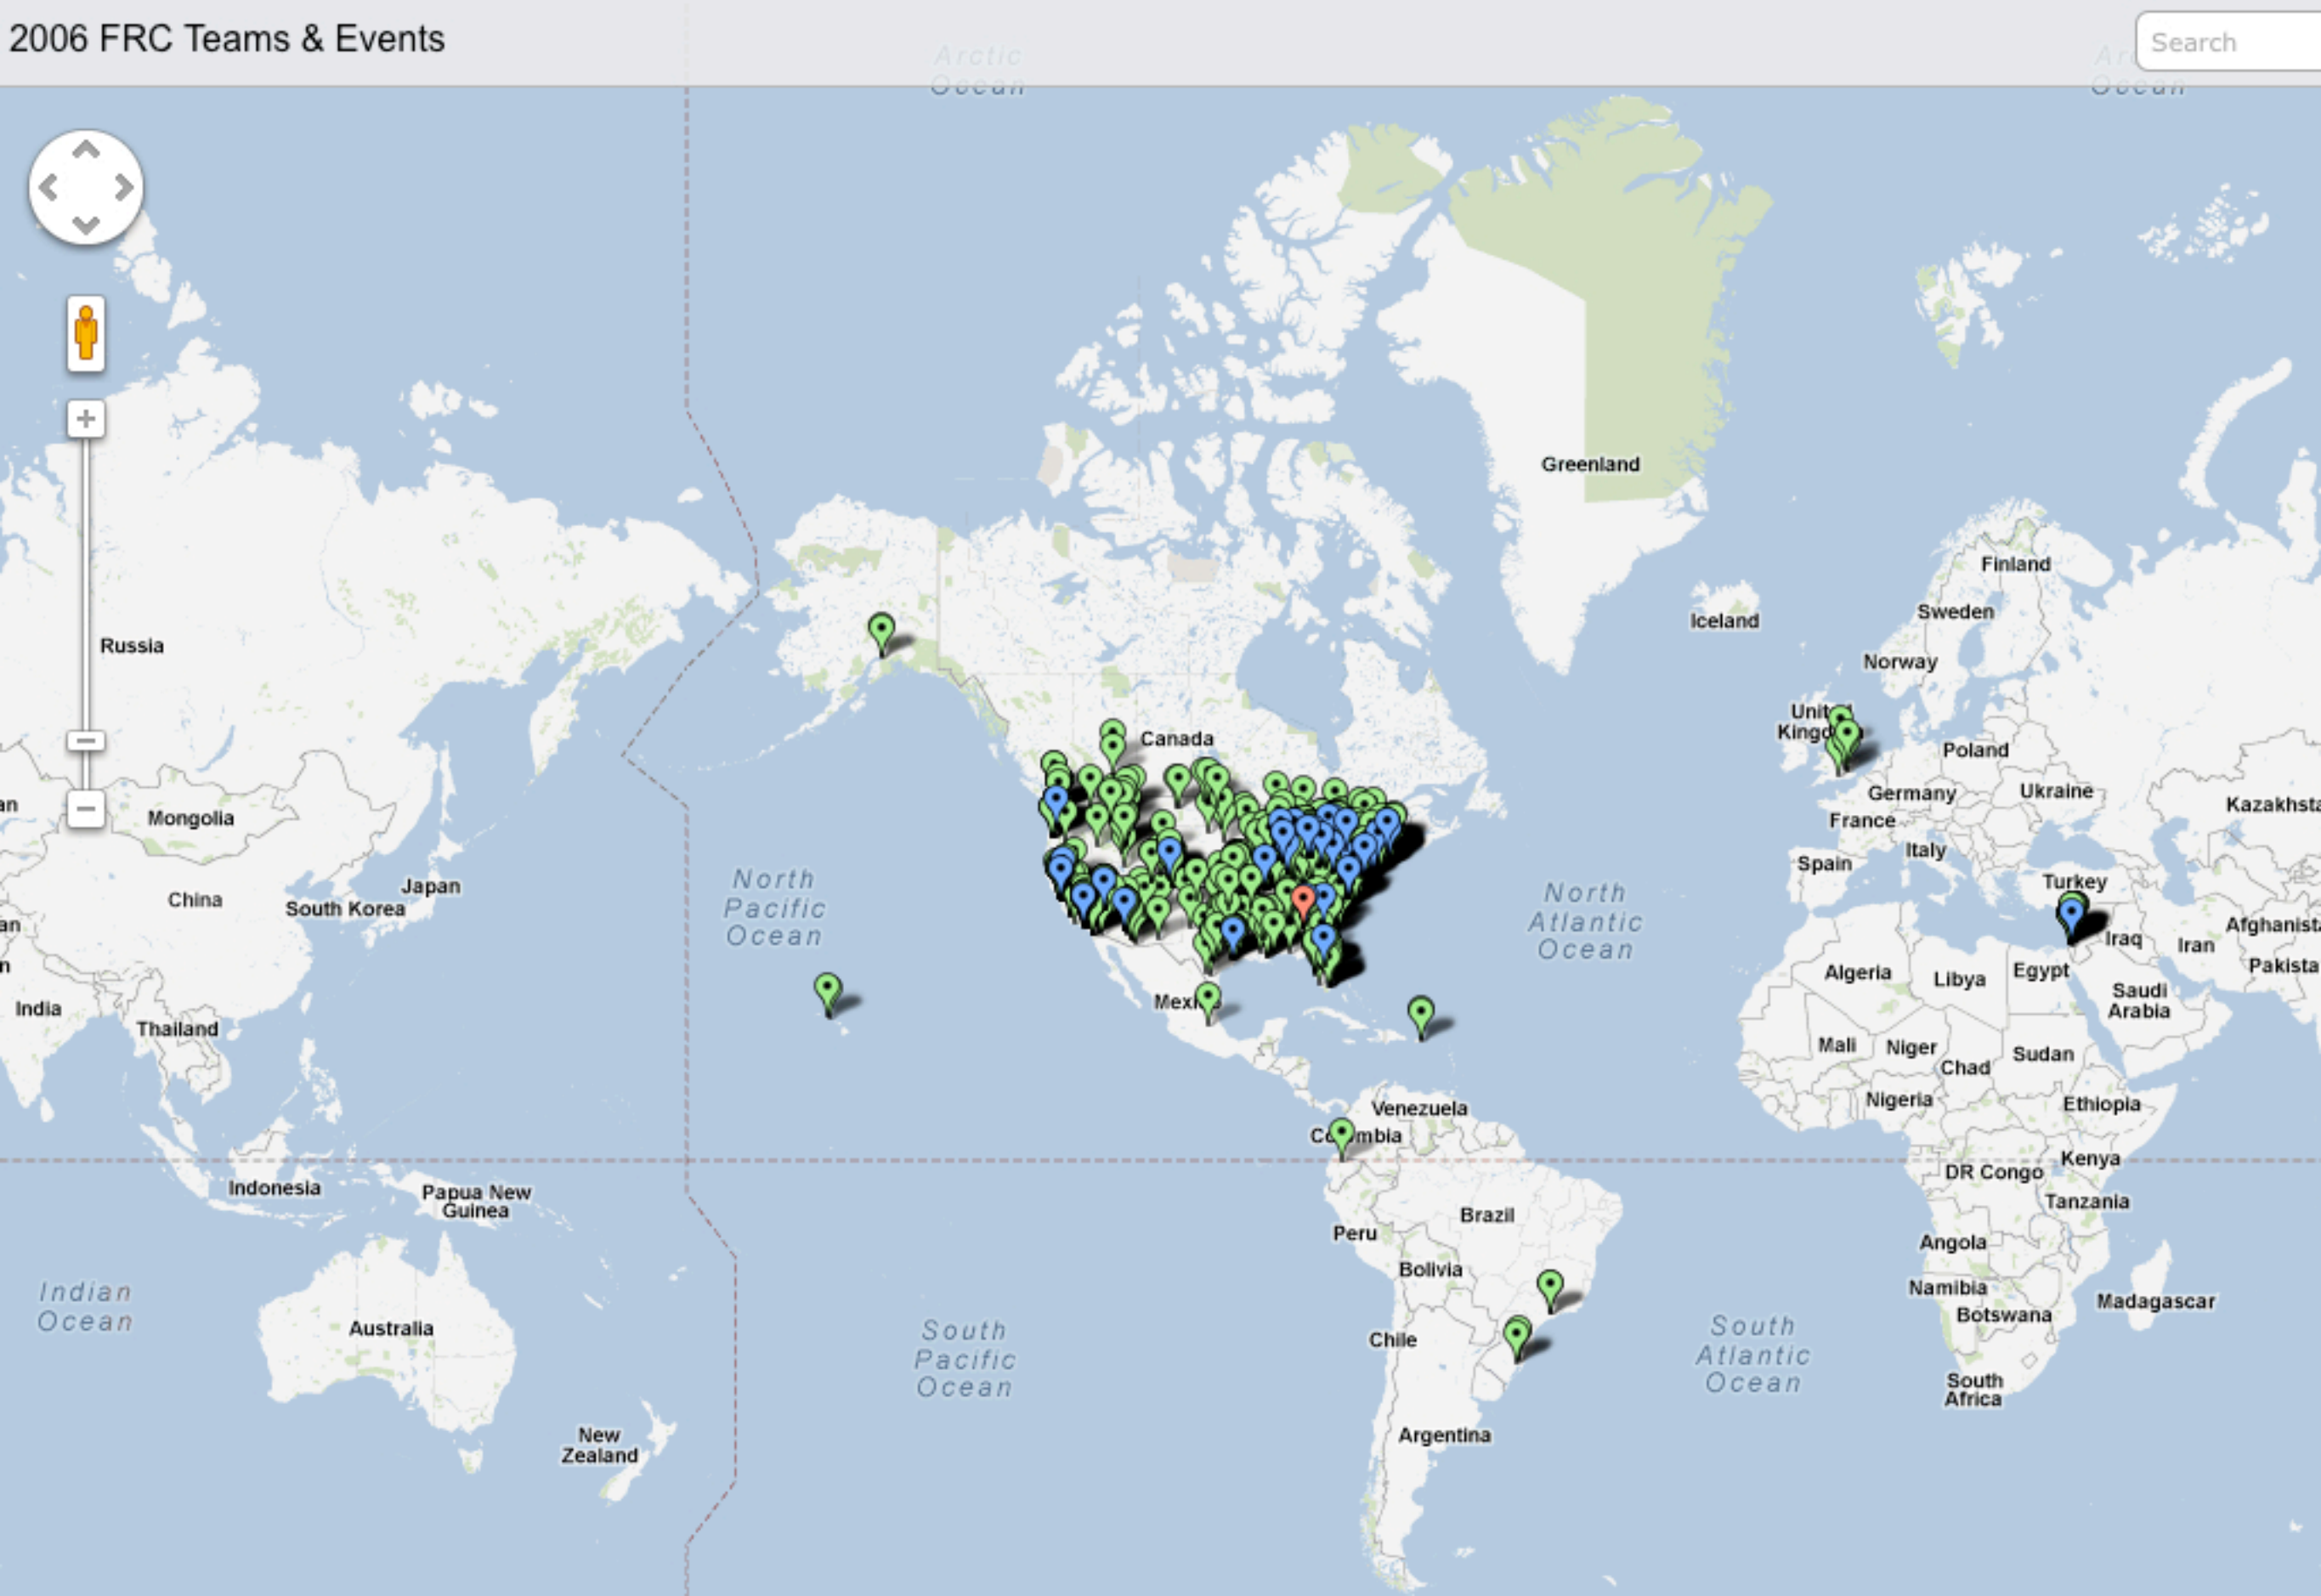 2006 FRC Teams & Events
Search
Arctic
Ocean
Ocean
Greenland
Finland
Iceland
Sweden
Russia
Norway
Canada
Poland
Germany
Ukraine
Mongolia
France
Italy
Spain
China
Japan
South Korea
Turkey
North
Pacific
Ocean
North
Atlantic
Ocean
Iraq
Iran
Algeria
Libya
Egypt
India
Thailand
Saudi
Arabia
Mali
Niger
Chad
Sudan
Nigeria
Ethiopia
Venezuela
Kenya
DR Congo
Tanzania
Indonesia
Papua New
Guinea
Brazil
Peru
Angola
Bolivia
Namibia
Botswana
Madagascar
Indian
Ocean
Australia
South
Pacific
Ocean
Chile
South
Atlantic
Ocean
South
Africa
New
Zealand
Argentina